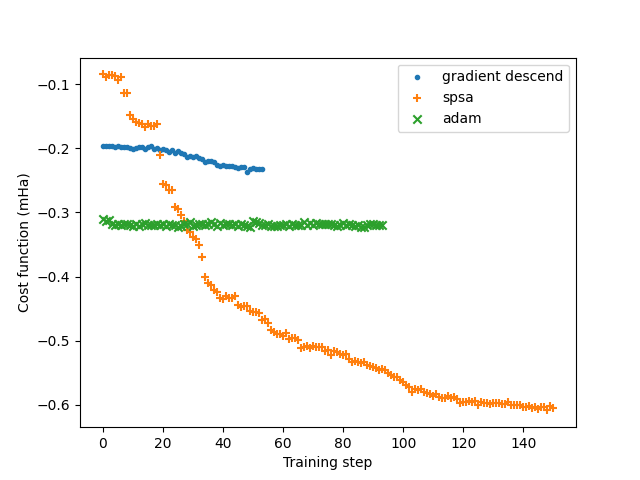 −0.1
−0.2
−0.3
−0.4
−0.5
−0.6
Cost function (mHa)
gradient descend
spsa
adam
0
20
40
60
80
100
120
140
Training step